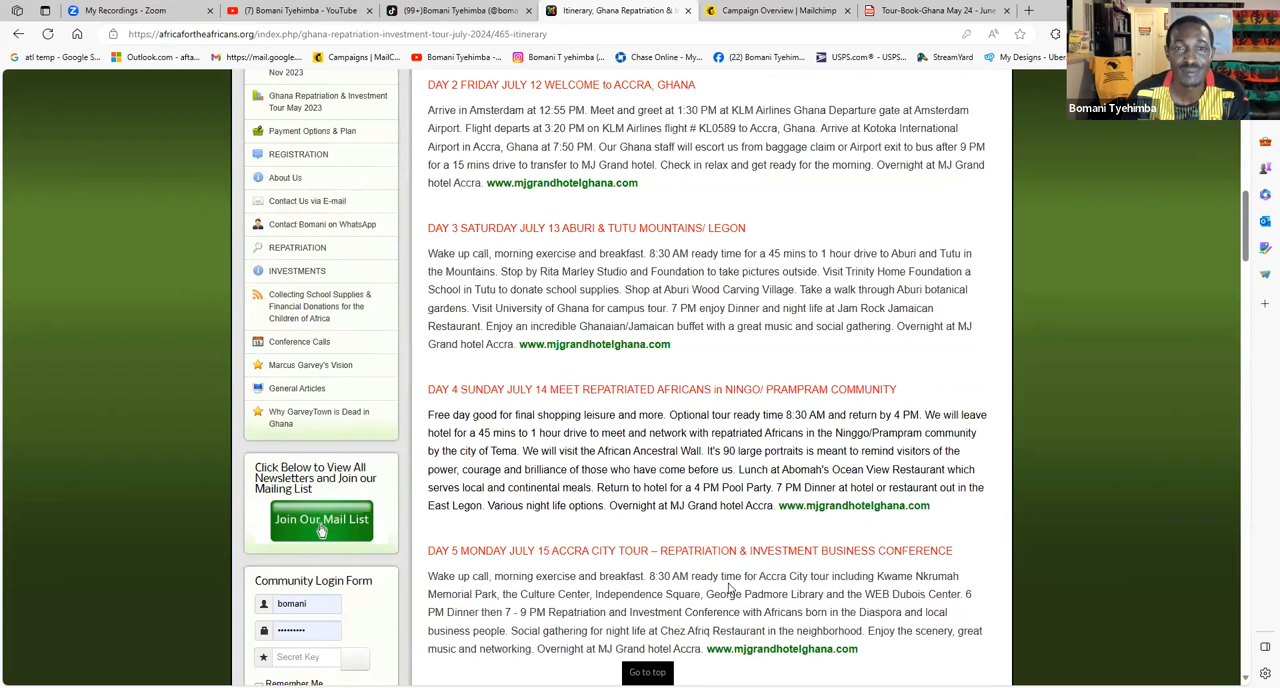 My Recordings - Zoom
(7) Bomani Tyehimba - YouTube
(99+)Bomani Tyehimba (@boma
Itinerary, Ghana Repatriation & In
Campaign Overview | Mailchimp
Tour-Book-Ghana May 24 - June
https://africafortheafricans.org/index.php/ghana-repatriation-investment-tour-july-2024/465-itinerary
atl temp - Google S...
Outlook.com - afta...
https://mail.google....
Campaigns | MailC...
Bomani Tyehimba -...
Bomani T yehimba (...
Chase Online - My...
(22) Bomani Tyehim...
USPS.com® - USPS...
StreamYard
My Designs - Uber
Bomani Tyehimba
Nov 2023
Ghana Repatriation & Investment
Tour May 2023
Payment Options & Plan
REGISTRATION
About Us
Contact Us via E-mail
Contact Bomani on WhatsApp
REPATRIATION
INVESTMENTS
Collecting School Supplies &
Financial Donations for the
Children of Africa
Conference Calls
Marcus Garvey's Vision
General Articles
Why GarveyTown is Dead in
Ghana
Click Below to View All
Newsletters and Join our
Mailing List
Join Our Mail List
Community Login Form
bomani
Secret Key
Remember Me
DAY 2 FRIDAY JULY 12 WELCOME to ACCRA, GHANA
Arrive in Amsterdam at 12:55 PM. Meet and greet at 1:30 PM at KLM Airlines Ghana Departure gate at Amsterdam
Airport. Flight departs at 3:20 PM on KLM Airlines flight # KL0589 to Accra, Ghana. Arrive at Kotoka International
Airport in Accra, Ghana at 7:50 PM. Our Ghana staff will escort us from baggage claim or Airport exit to bus after 9 PM
for a 15 mins drive to transfer to MJ Grand hotel. Check in relax and get ready for the morning. Overnight at MJ Grand
hotel Accra. www.mjgrandhotelghana.com
DAY 3 SATURDAY JULY 13 ABURI & TUTU MOUNTAINS/ LEGON
Wake up call, morning exercise and breakfast. 8:30 AM ready time for a 45 mins to 1 hour drive to Aburi and Tutu in
the Mountains. Stop by Rita Marley Studio and Foundation to take pictures outside. Visit Trinity Home Foundation a
School in Tutu to donate school supplies. Shop at Aburi Wood Carving Village. Take a walk through Aburi botanical
gardens. Visit University of Ghana for campus tour. 7 PM enjoy Dinner and night life at Jam Rock Jamaican
Restaurant. Enjoy an incredible Ghanaian/Jamaican buffet with a great music and social gathering. Overnight at MJ
Grand hotel Accra. www.mjgrandhotelghana.com
DAY 4 SUNDAY JULY 14 MEET REPATRIATED AFRICANS in NINGO/ PRAMPRAM COMMUNITY
Free day good for final shopping leisure and more. Optional tour ready time 8:30 AM and return by 4 PM. We will leave
hotel for a 45 mins to 1 hour drive to meet and network with repatriated Africans in the Ninggo/Prampram community
by the city of Tema. We will visit the African Ancestral Wall. It's 90 large portraits is meant to remind visitors of the
power, courage and brilliance of those who have come before us. Lunch at Abomah's Ocean View Restaurant which
serves local and continental meals. Return to hotel for a 4 PM Pool Party. 7 PM Dinner at hotel or restaurant out in the
East Legon. Various night life options. Overnight at MJ Grand hotel Accra. www.mjgrandhotelghana.com
DAY 5 MONDAY JULY 15 ACCRA CITY TOUR – REPATRIATION & INVESTMENT BUSINESS CONFERENCE
Wake up call, morning exercise and breakfast. 8:30 AM ready time for Accra City tour including Kwame Nkrumah
Memorial Park, the Culture Center, Independence Square, George Padmore Library and the WEB Dubois Center. 6
PM Dinner then 7 - 9 PM Repatriation and Investment Conference with Africans born in the Diaspora and local
business people. Social gathering for night life at Chez Afriq Restaurant in the neighborhood. Enjoy the scenery, great
music and networking. Overnight at MJ Grand hotel Accra. www.mjgrandhotelghana.com
Go to top